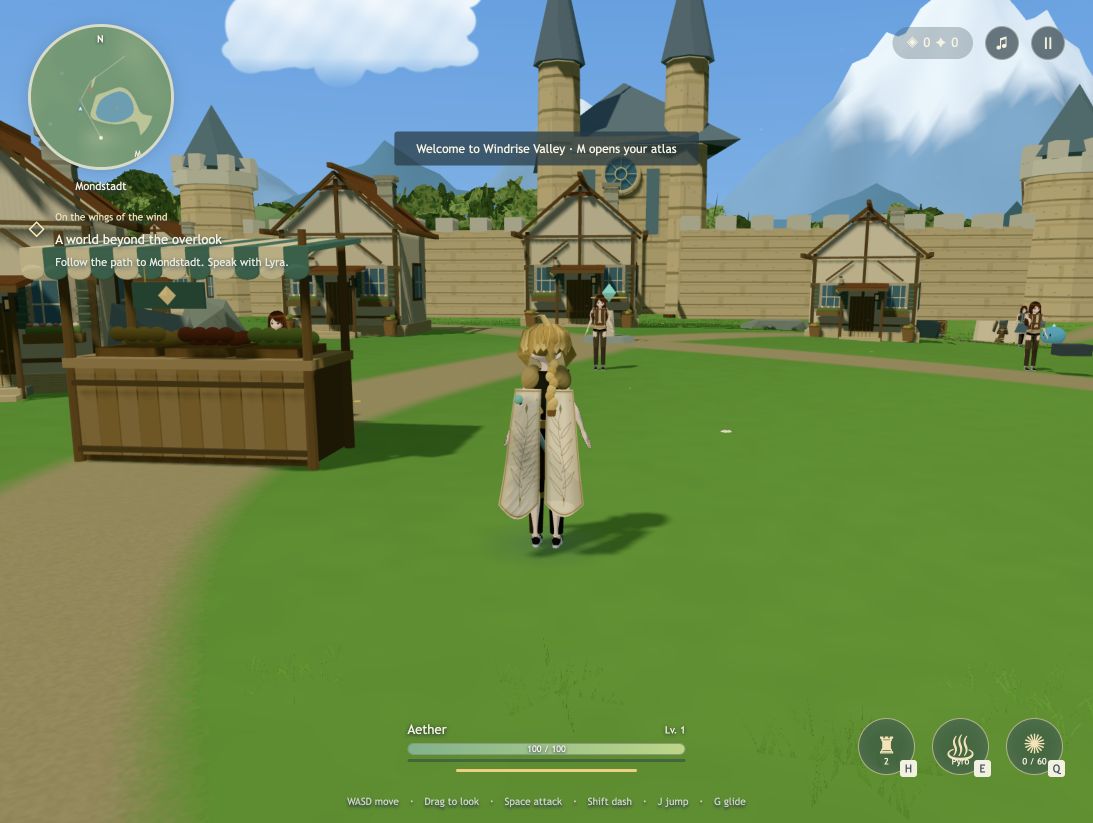 N
M
◈ 0 ✦ 0
Welcome to Windrise Valley · M opens your atlas
Mondstadt
On the wings of the wind
A world beyond the overlook
Follow the path to Mondstadt. Speak with Lyra.
Aether
Lv. 1
100 / 100
2
H
Pyro
E
0 / 60
Q
WASD move · Drag to look · Space attack · Shift dash · J jump · G glide